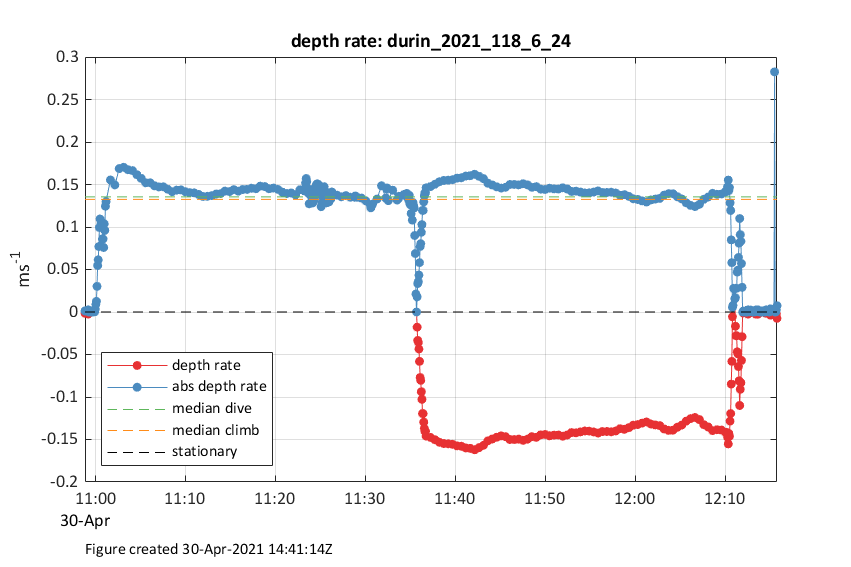 depth rate: durin_2021_118_6_24
0.3
0.25
0.2
0.15
0.1
0.05
0
-0.05
-0.1
-0.15
-0.2
ms-1
depth rate
abs depth rate
median dive
median climb
stationary
11:00 11:10 11:20 11:30 11:40 11:50 12:00 12:10
30-Apr
Figure created 30-Apr-2021 14:41:14Z